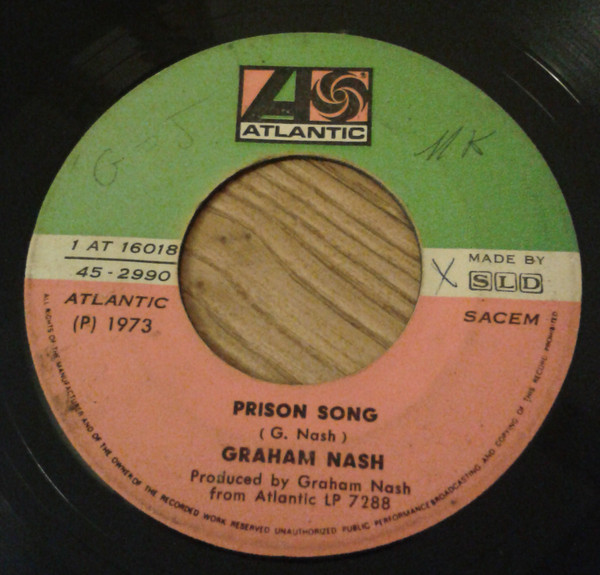 ATLANTIC
G-J
MK
1 AT 16018
45-2990
MADE BY
X
SLD
ATLANTIC
(P) 1973
SACEM
PRISON SONG
(G. Nash)
GRAHAM NASH
Produced by Graham Nash
from Atlantic LP 7288
ALL RIGHTS OF THE MANUFACTURER AND OF THE OWNER OF THE RECORDED WORK RESERVED UNAUTHORIZED PUBLIC PERFORMANCE BROADCASTING AND COPYING OF THIS RECORD PROHIBITED